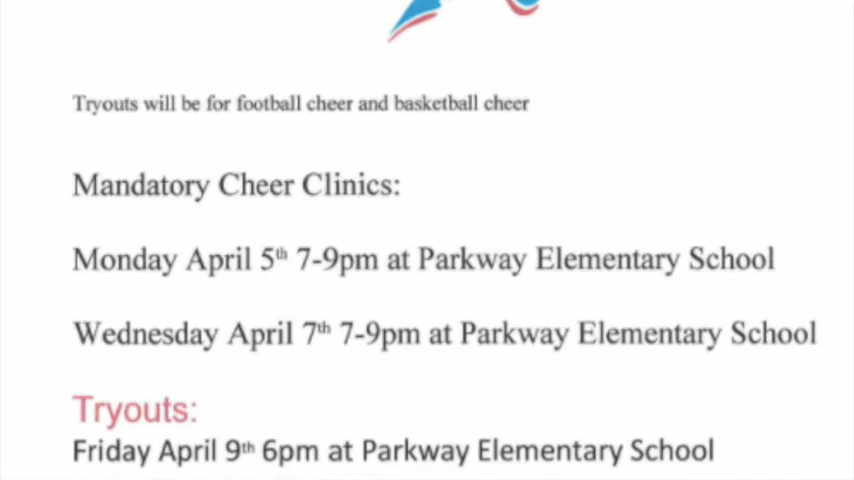 Tryouts will be for football cheer and basketball cheer
Mandatory Cheer Clinics:
Monday April 5th 7-9pm at Parkway Elementary School
Wednesday April 7th 7-9pm at Parkway Elementary School
Tryouts:
Friday April 9th 6pm at Parkway Elementary School